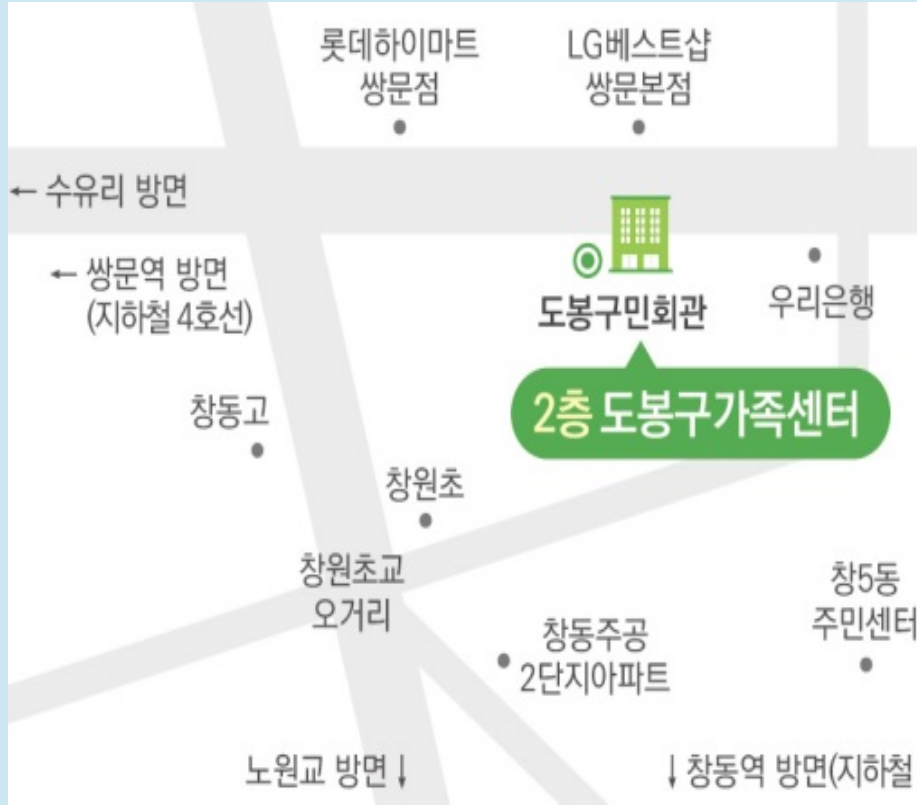 롯데하이마트
쌍문점
LG베스트샵
쌍문본점
← 수유리 방면
← 쌍문역 방면
(지하철 4호선)
도봉구민회관
우리은행
2층 도봉구가족센터
창동고
창원초
창원초교
오거리
창5동
주민센터
창동주공
2단지아파트
노원교 방면 ↓
↓ 창동역 방면(지하철